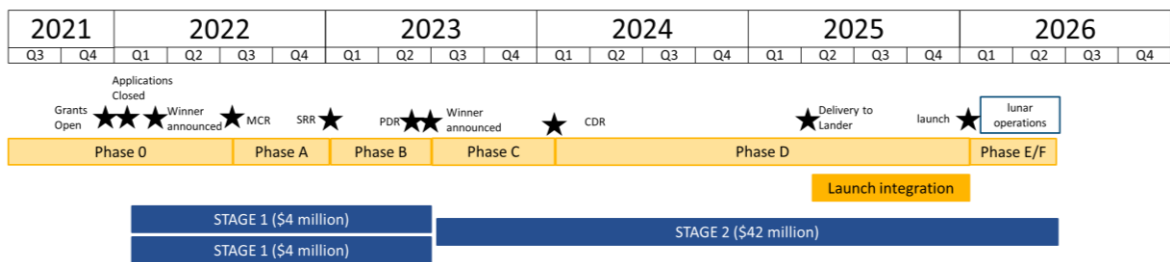 2021 2022 2023 2024 2025 2026
Q3 Q4 Q1 Q2 Q3 Q4 Q1 Q2 Q3 Q4 Q1 Q2 Q3 Q4 Q1 Q2 Q3 Q4 Q1 Q2 Q3 Q4
Applications
Closed
Grants
Open
Winner
announced
MCR
SRR
PDR
Winner
announced
CDR
Delivery to
Lander
launch
lunar
operations
Phase 0 Phase A Phase B Phase C Phase D Phase E/F
Launch integration
STAGE 1 ($4 million)
STAGE 2 ($42 million)
STAGE 1 ($4 million)